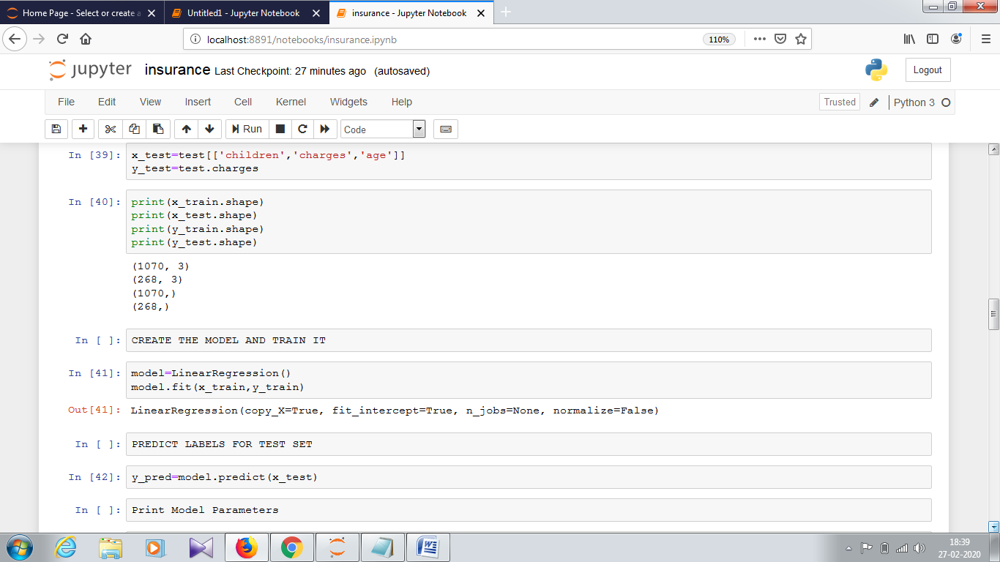 Home Page - Select or create a
Untitled1 - Jupyter Notebook
insurance - Jupyter Notebook
localhost:8891/notebooks/insurance.ipynb
110%
jupyter insurance Last Checkpoint: 27 minutes ago (autosaved)
Logout
File Edit View Insert Cell Kernel Widgets Help
Trusted
Python 3
Run
Code
In [39]: x_test=test[['children','charges','age']]
y_test=test.charges
In [40]: print(x_train.shape)
print(x_test.shape)
print(y_train.shape)
print(y_test.shape)
(1070, 3)
(268, 3)
(1070,)
(268,)
In [ ]: CREATE THE MODEL AND TRAIN IT
In [41]: model=LinearRegression()
model.fit(x_train,y_train)
Out[41]: LinearRegression(copy_X=True, fit_intercept=True, n_jobs=None, normalize=False)
In [ ]: PREDICT LABELS FOR TEST SET
In [42]: y_pred=model.predict(x_test)
In [ ]: Print Model Parameters
18:39
27-02-2020